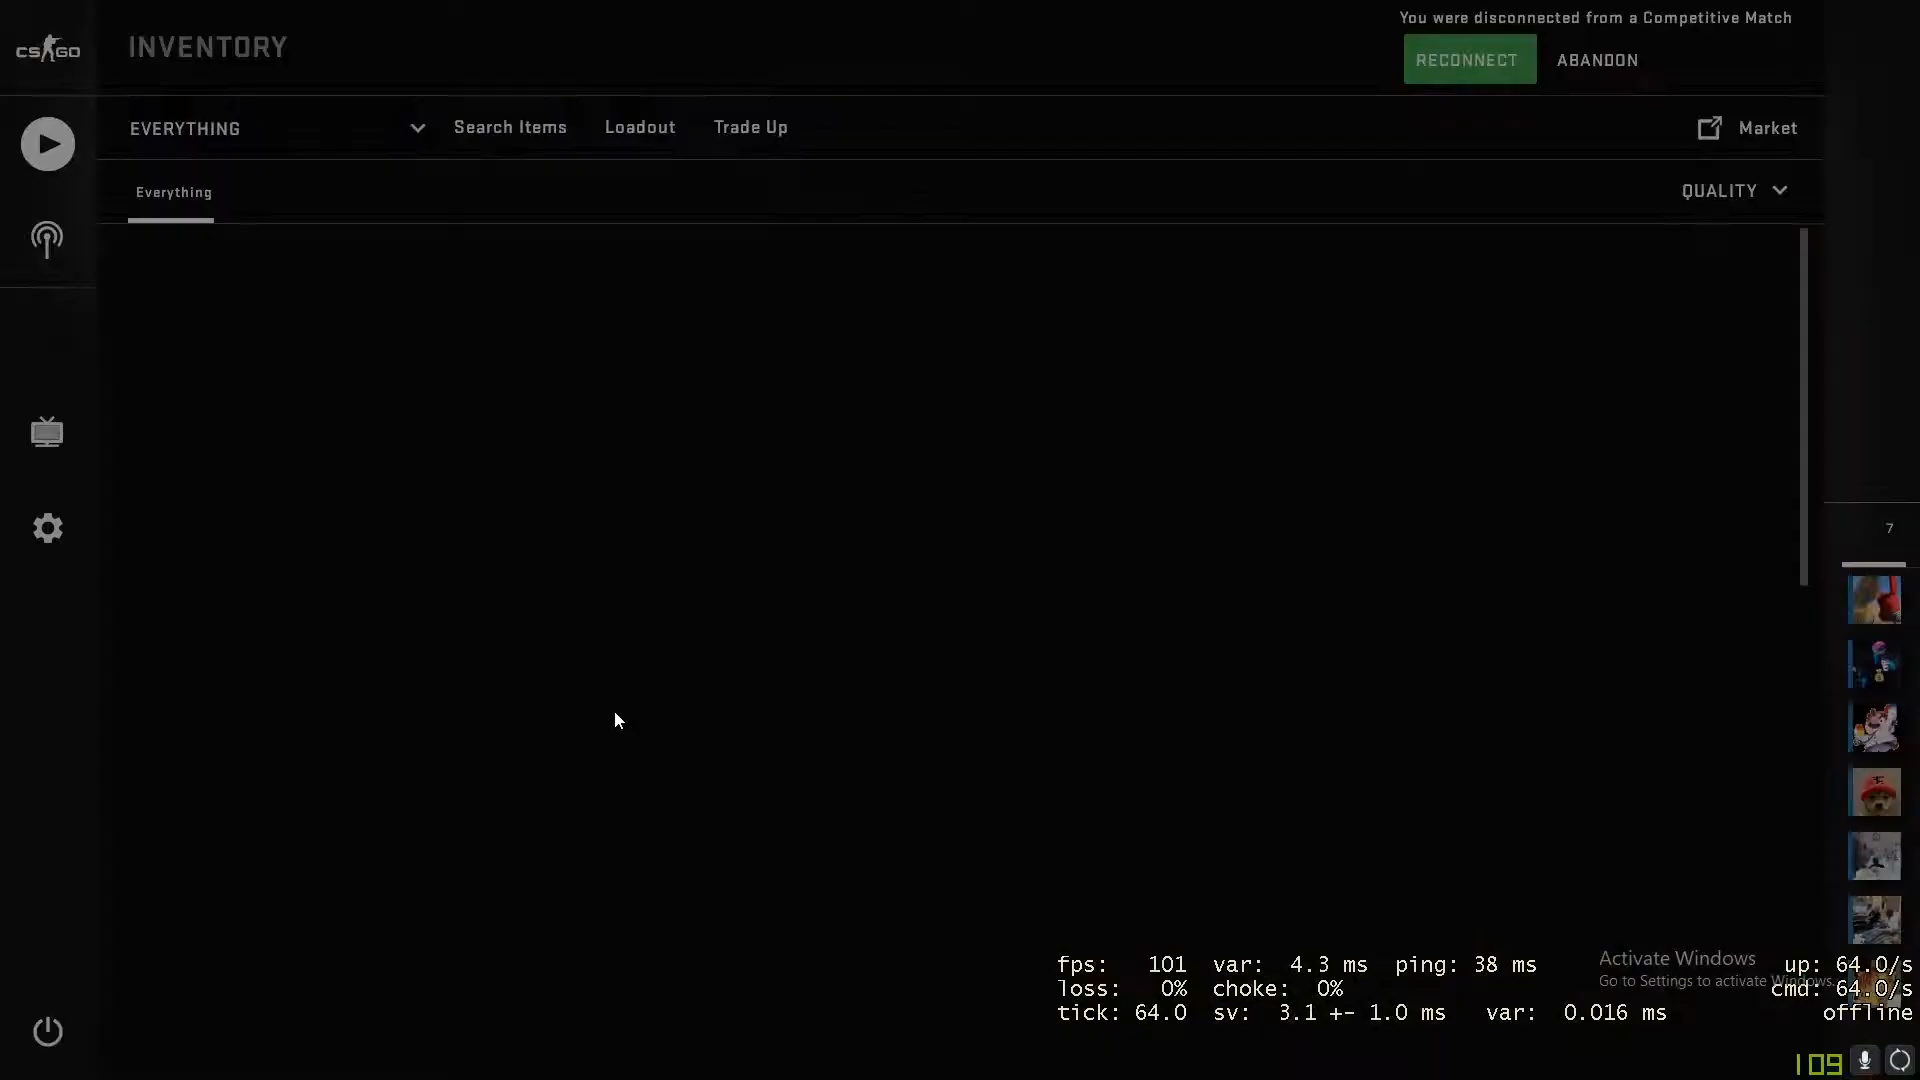 You were disconnected from a Competitive Match
CS GO
INVENTORY
RECONNECT
ABANDON
EVERYTHING
Search Items
Loadout
Trade Up
Market
Everything
QUALITY
7
fps: 101 var: 4.3 ms ping: 38 ms
Activate Windows
up: 64.0/s
loss: 0% choke: 0%
Go to Settings to activate Windows.
cmd: 64.0/s
tick: 64.0 sv: 3.1 +- 1.0 ms var: 0.016 ms
offline
109